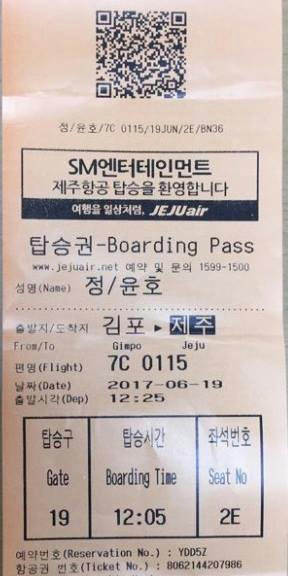 정/윤호/7C 0115/19JUN/2E/BN36
SM엔터테인먼트
제주항공 탑승을 환영합니다
여행을 일상처럼, JEJUair
탑승권-Boarding Pass
www.jejuair.net 예약 및 문의 1599-1500
성명(Name) 정/윤호
출발지/도착지 김포 ▸ 제주
From/To Gimpo Jeju
편명(Flight) 7C 0115
날짜(Date) 2017-06-19
출발시각(Dep) 12:25
탑승구 탑승시간 좌석번호
Gate Boarding Time Seat No
19 12:05 2E
예약번호(Reservation No.) : YDD5Z
항공권 번호(Ticket No.) : 8062144207986